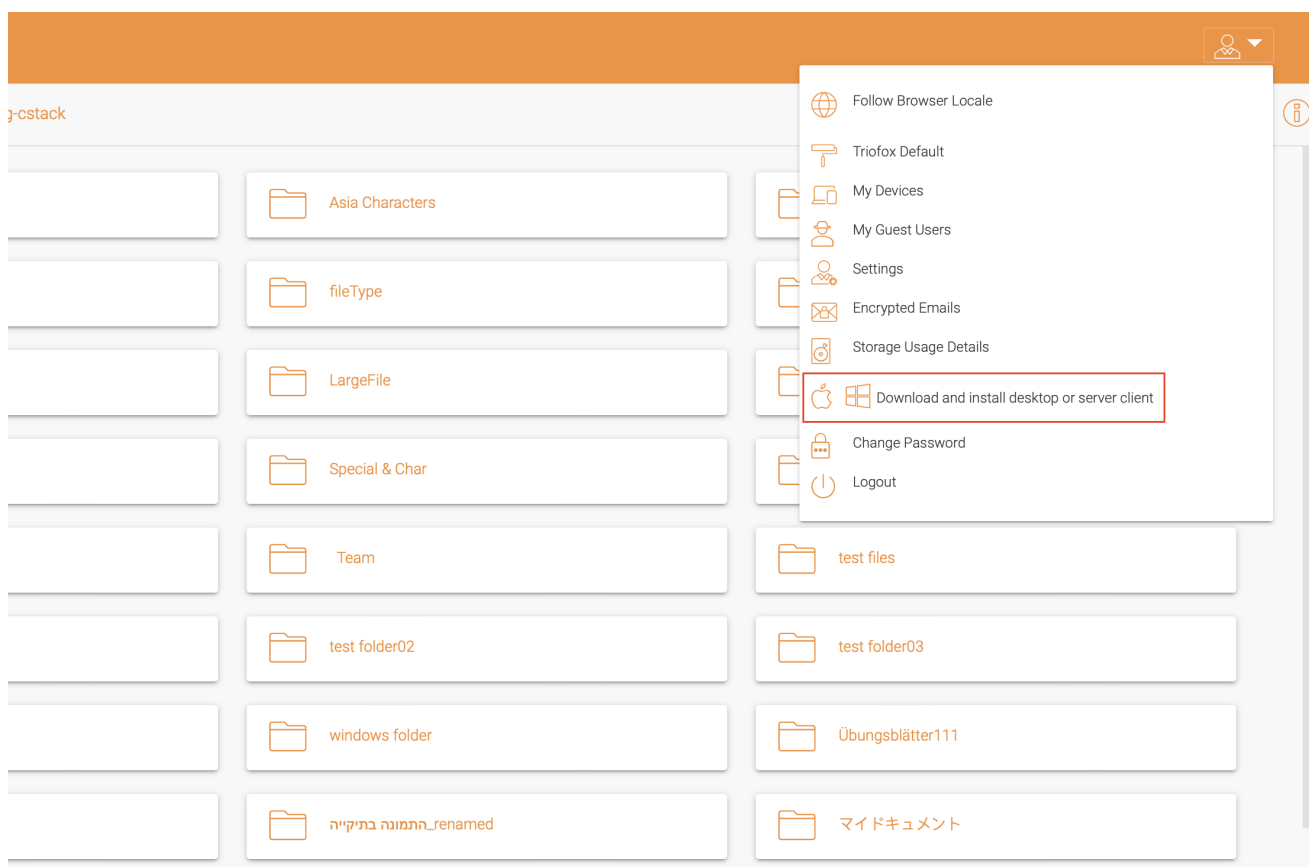 g-cstack
Follow Browser Locale
Triofox Default
My Devices
My Guest Users
Settings
Encrypted Emails
Storage Usage Details
Download and install desktop or server client
Change Password
Logout
Asia Characters
fileType
LargeFile
Special & Char
Team
test files
test folder02
test folder03
windows folder
Übungsblätter111
התמונה בתיקייה_renamed
マイドキュメント